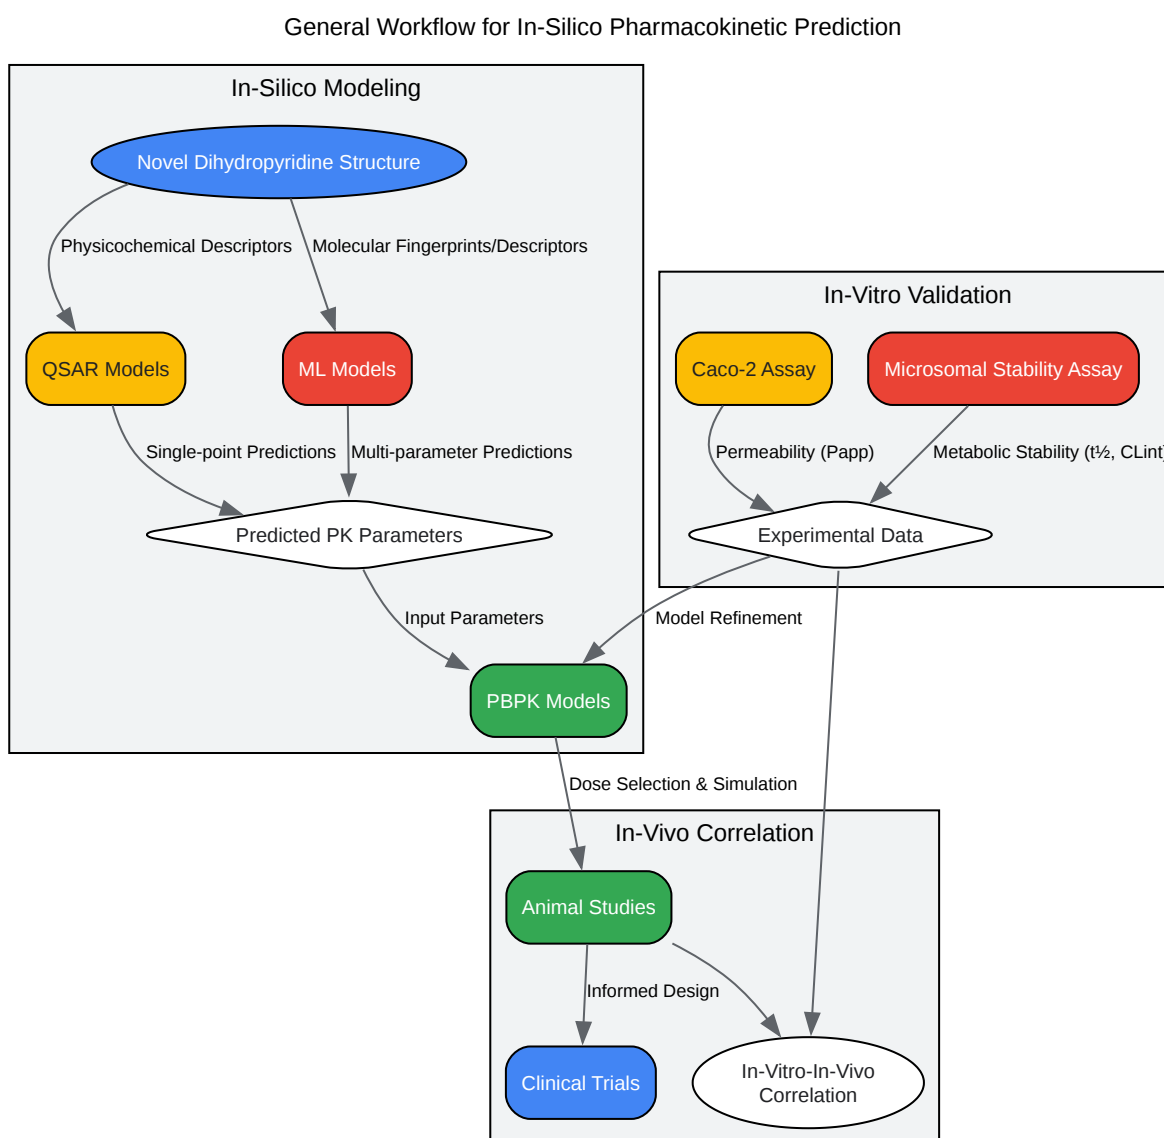 General Workflow for In-Silico Pharmacokinetic Prediction
In-Silico Modeling
Novel Dihydropyridine Structure
Physicochemical Descriptors
Molecular Fingerprints/Descriptors
QSAR Models
ML Models
Single-point Predictions
Multi-parameter Predictions
Predicted PK Parameters
Input Parameters
PBPK Models
In-Vitro Validation
Caco-2 Assay
Microsomal Stability Assay
Permeability (Papp)
Metabolic Stability (t½, CLint)
Experimental Data
Model Refinement
Dose Selection & Simulation
In-Vivo Correlation
Animal Studies
Informed Design
Clinical Trials
In-Vitro-In-Vivo
Correlation